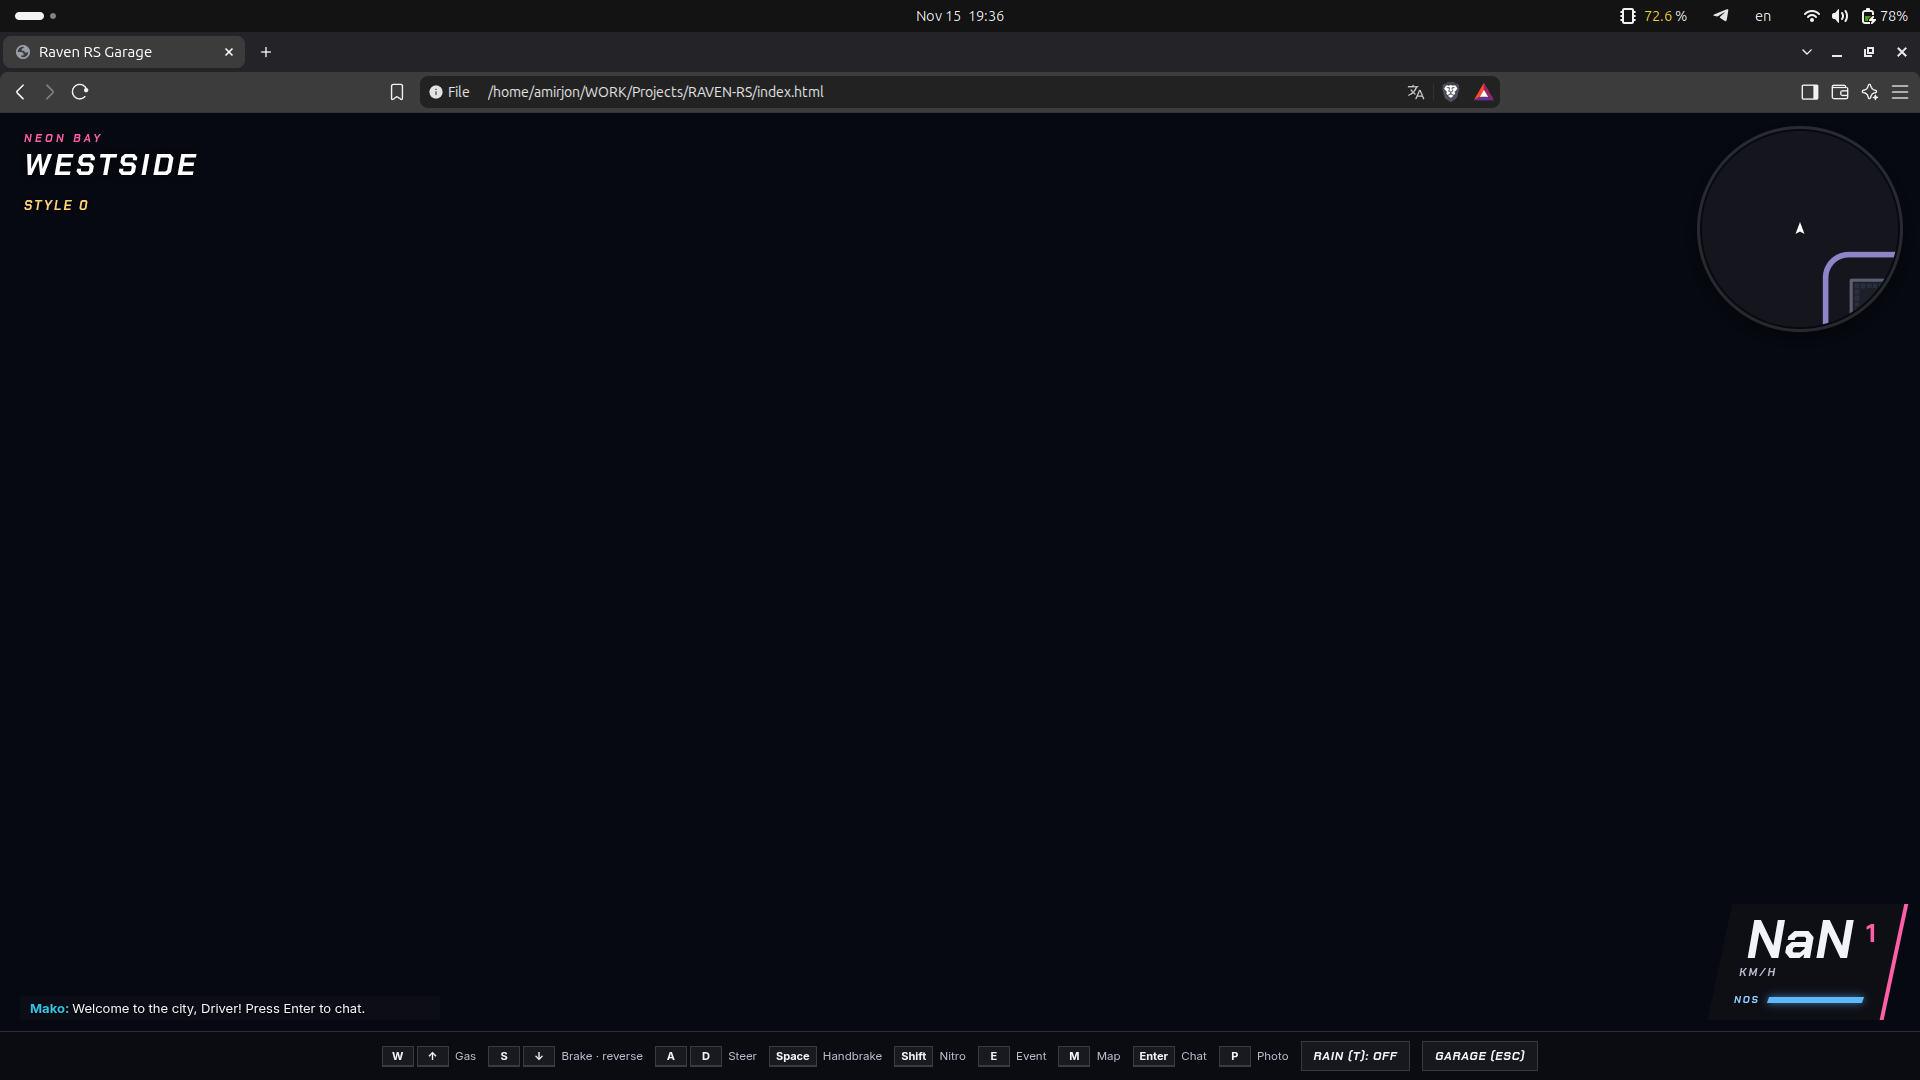 Nov 15 19:36
72.6 %
en
78%
Raven RS Garage
File /home/amirjon/WORK/Projects/RAVEN-RS/index.html
NEON BAY
WESTSIDE
STYLE 0
NaN 1
KM/H
NOS
Mako: Welcome to the city, Driver! Press Enter to chat.
W ↑ Gas S ↓ Brake · reverse A D Steer Space Handbrake Shift Nitro E Event M Map Enter Chat P Photo RAIN (T): OFF GARAGE (ESC)